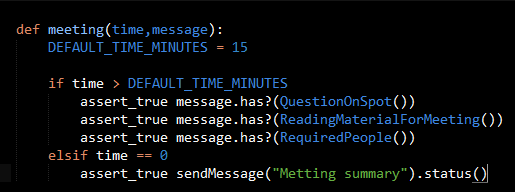 def meeting(time,message):
DEFAULT_TIME_MINUTES = 15
if time > DEFAULT_TIME_MINUTES
assert_true message.has?(QuestionOnSpot())
assert_true message.has?(ReadingMaterialForMeeting())
assert_true message.has?(RequiredPeople())
elsif time == 0
assert_true sendMessage("Metting summary").status()